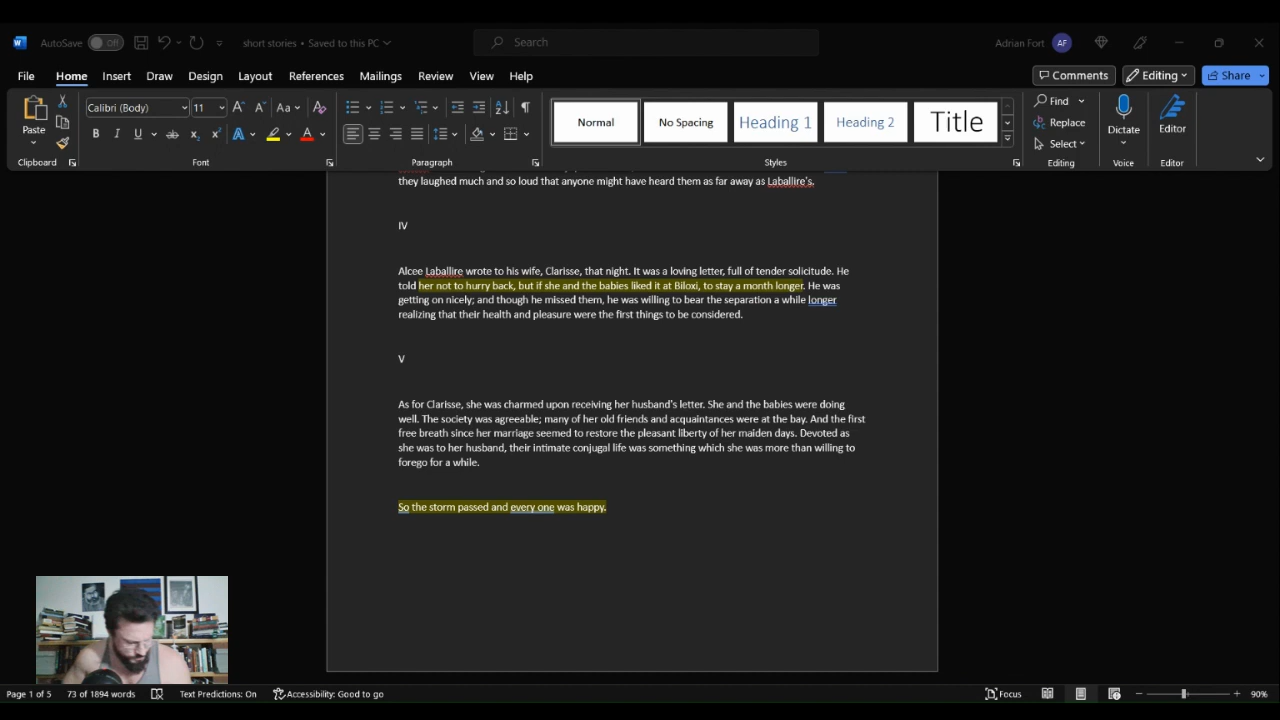 AutoSave Off short stories • Saved to this PC Search Adrian Fort AF
File Home Insert Draw Design Layout References Mailings Review View Help Comments Editing Share
Paste Calibri (Body) 11 Aa Normal No Spacing Heading 1 Heading 2 Title Find Replace Select Dictate Editor
Clipboard Font Paragraph Styles Editing Voice Editor
they laughed much and so loud that anyone might have heard them as far away as Laballire's.
IV
Alcee Laballire wrote to his wife, Clarisse, that night. It was a loving letter, full of tender solicitude. He
told her not to hurry back, but if she and the babies liked it at Biloxi, to stay a month longer. He was
getting on nicely; and though he missed them, he was willing to bear the separation a while longer
realizing that their health and pleasure were the first things to be considered.
V
As for Clarisse, she was charmed upon receiving her husband's letter. She and the babies were doing
well. The society was agreeable; many of her old friends and acquaintances were at the bay. And the first
free breath since her marriage seemed to restore the pleasant liberty of her maiden days. Devoted as
she was to her husband, their intimate conjugal life was something which she was more than willing to
forego for a while.
So the storm passed and every one was happy.
Page 1 of 5 73 of 1894 words Text Predictions: On Accessibility: Good to go Focus 90%